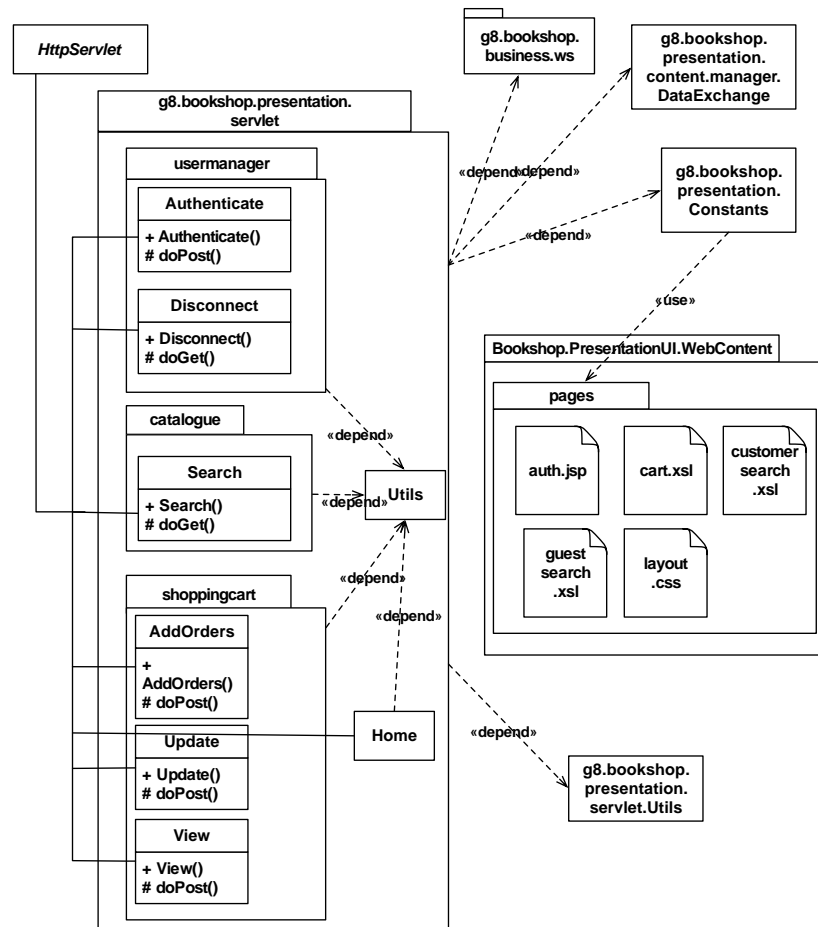 HttpServlet
g8.bookshop.
business.ws
g8.bookshop.
presentation.
content.manager.
DataExchange
g8.bookshop.presentation.
servlet
usermanager
Authenticate
+ Authenticate()
# doPost()
Disconnect
+ Disconnect()
# doGet()
«depend»
«depend»
g8.bookshop.
presentation.
Constants
«depend»
«use»
Bookshop.PresentationUI.WebContent
pages
auth.jsp
cart.xsl
customer
search
.xsl
guest
search
.xsl
layout
.css
«depend»
catalogue
Search
+ Search()
# doGet()
«depend»
Utils
«depend»
«depend»
shoppingcart
AddOrders
+
AddOrders()
# doPost()
Home
Update
+ Update()
# doPost()
View
+ View()
# doPost()
«depend»
g8.bookshop.
presentation.
servlet.Utils